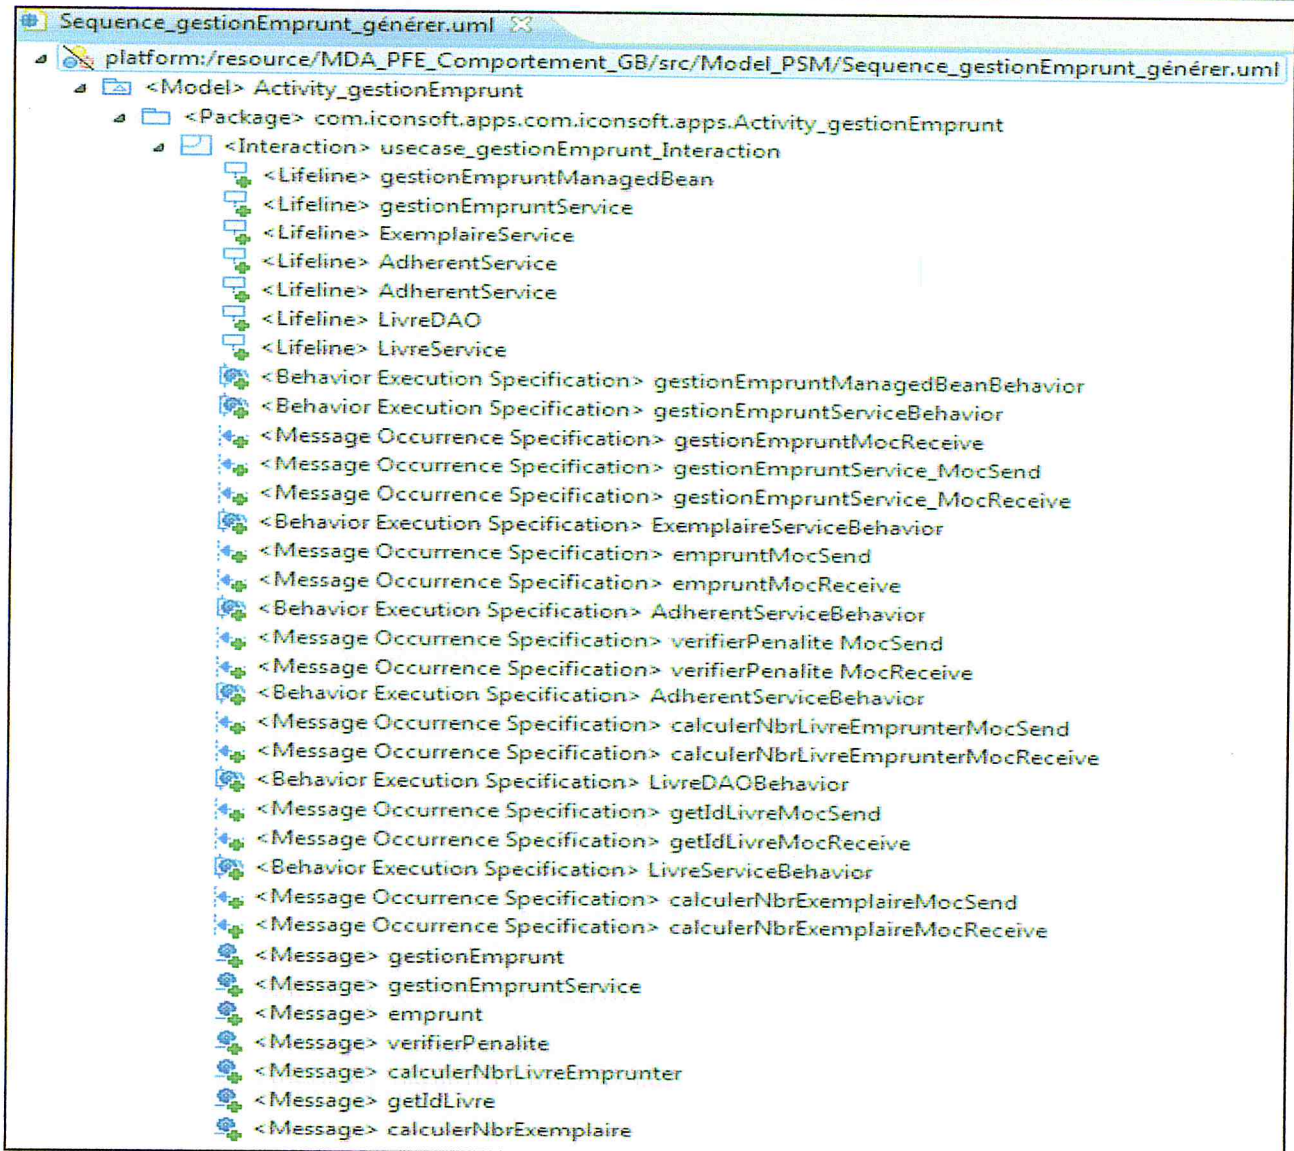 Sequence_gestionEmprunt_générer.uml
platform:/resource/MDA_PFE_Comportement_GB/src/Model_PSM/Sequence_gestionEmprunt_générer.uml
<Model> Activity_gestionEmprunt
<Package> com.iconsoft.apps.com.iconsoft.apps.Activity_gestionEmprunt
<Interaction> usecase_gestionEmprunt_Interaction
<Lifeline> gestionEmpruntManagedBean
<Lifeline> gestionEmpruntService
<Lifeline> ExemplaireService
<Lifeline> AdherentService
<Lifeline> AdherentService
<Lifeline> LivreDAO
<Lifeline> LivreService
<Behavior Execution Specification> gestionEmpruntManagedBeanBehavior
<Behavior Execution Specification> gestionEmpruntServiceBehavior
<Message Occurrence Specification> gestionEmpruntMocReceive
<Message Occurrence Specification> gestionEmpruntService_MocSend
<Message Occurrence Specification> gestionEmpruntService_MocReceive
<Behavior Execution Specification> ExemplaireServiceBehavior
<Message Occurrence Specification> empruntMocSend
<Message Occurrence Specification> empruntMocReceive
<Behavior Execution Specification> AdherentServiceBehavior
<Message Occurrence Specification> verifierPenalite MocSend
<Message Occurrence Specification> verifierPenalite MocReceive
<Behavior Execution Specification> AdherentServiceBehavior
<Message Occurrence Specification> calculerNbrLivreEmprunterMocSend
<Message Occurrence Specification> calculerNbrLivreEmprunterMocReceive
<Behavior Execution Specification> LivreDAOBehavior
<Message Occurrence Specification> getIdLivreMocSend
<Message Occurrence Specification> getIdLivreMocReceive
<Behavior Execution Specification> LivreServiceBehavior
<Message Occurrence Specification> calculerNbrExemplaireMocSend
<Message Occurrence Specification> calculerNbrExemplaireMocReceive
<Message> gestionEmprunt
<Message> gestionEmpruntService
<Message> emprunt
<Message> verifierPenalite
<Message> calculerNbrLivreEmprunter
<Message> getIdLivre
<Message> calculerNbrExemplaire